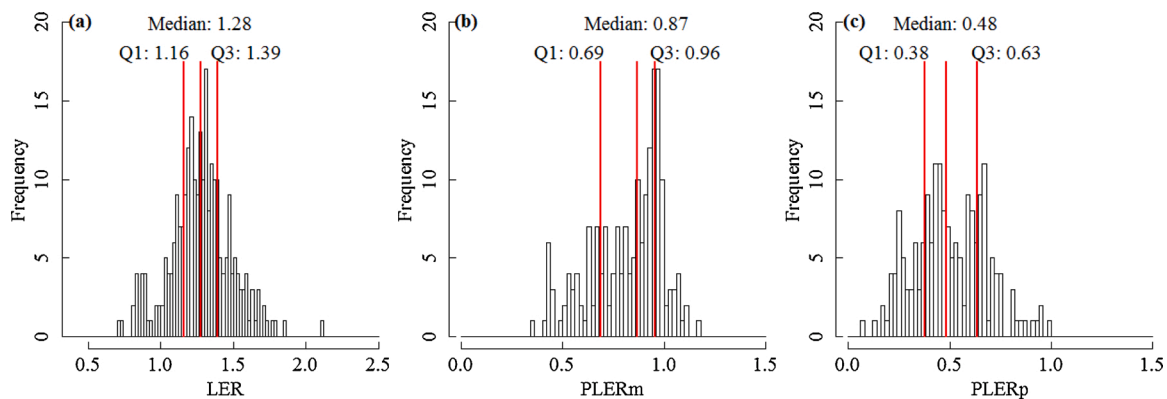 (a)
Median: 1.28
Q1: 1.16
Q3: 1.39
20
15
10
5
0
Frequency
0.5 1.0 1.5 2.0 2.5
LER
(b)
Median: 0.87
Q1: 0.69
Q3: 0.96
20
15
10
5
0
Frequency
0.0 0.5 1.0 1.5
PLERm
(c)
Median: 0.48
Q1: 0.38
Q3: 0.63
20
15
10
5
0
Frequency
0.0 0.5 1.0 1.5
PLERp